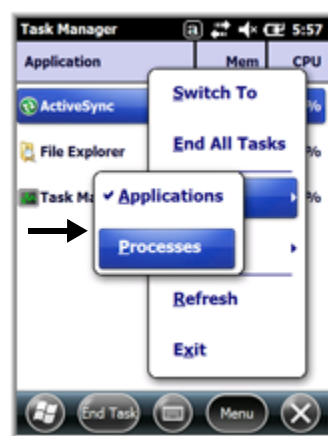 Task Manager a 5:57
Application Mem CPU
ActiveSync %
Switch To
File Explorer %
End All Tasks
Task Ma %
Applications
Processes
Refresh
Exit
End Task Menu